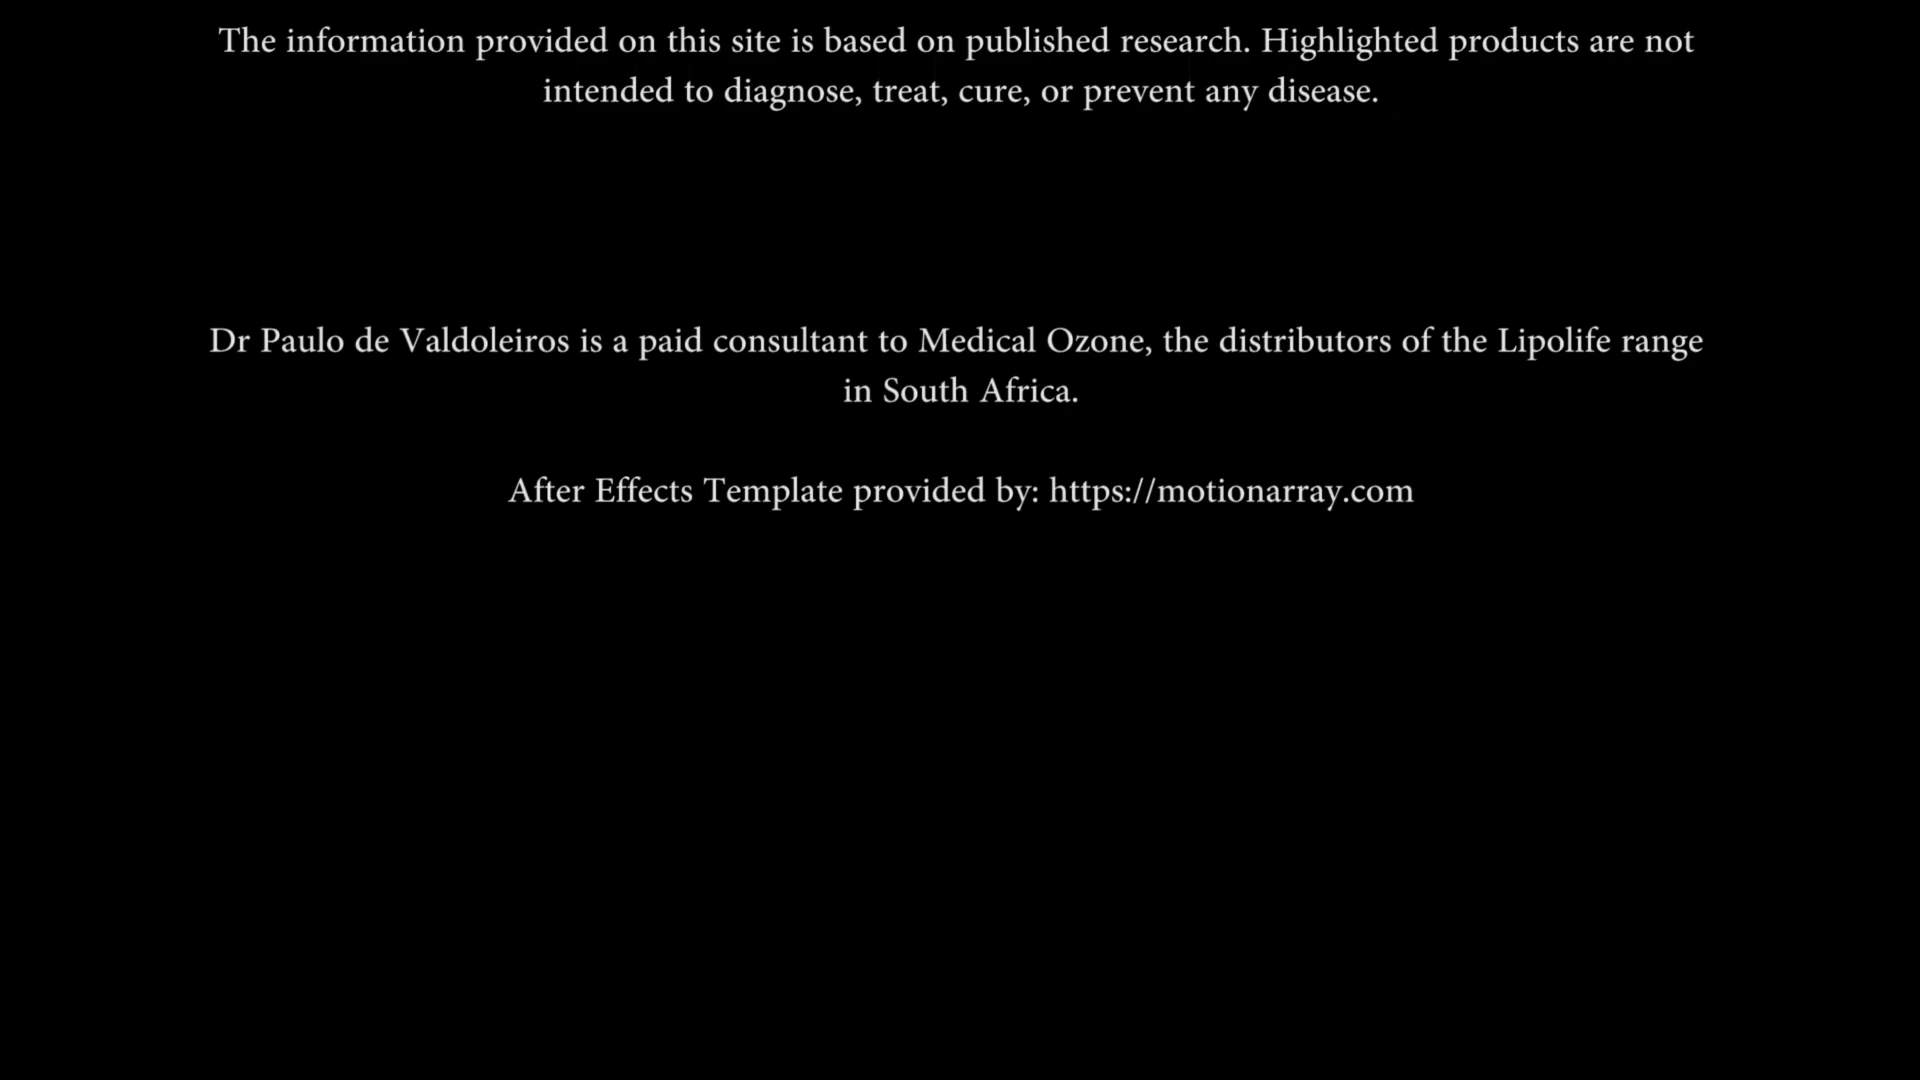 The information provided on this site is based on published research. Highlighted products are not
intended to diagnose, treat, cure, or prevent any disease.
Dr Paulo de Valdoleiros is a paid consultant to Medical Ozone, the distributors of the Lipolife range
in South Africa.
After Effects Template provided by: https://motionarray.com